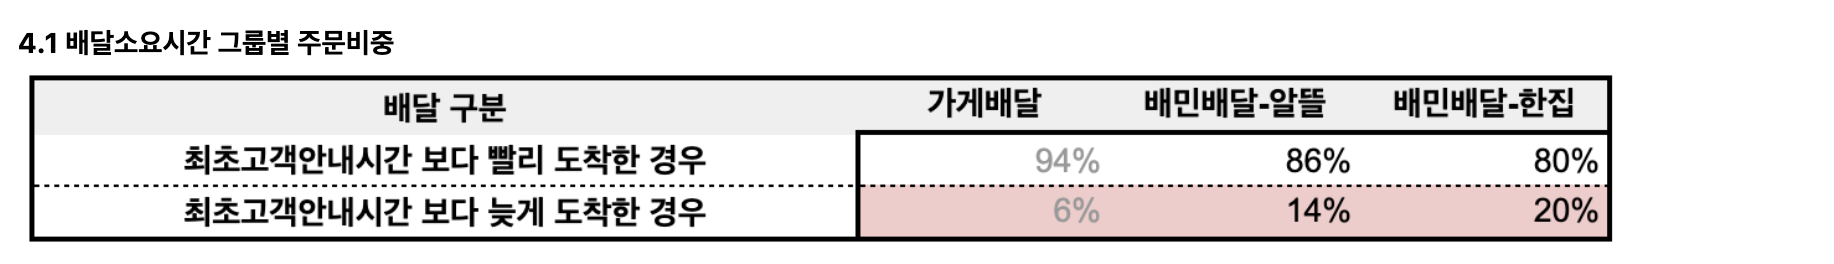 4.1 배달소요시간 그룹별 주문비중
배달 구분 가게배달 배민배달-알뜰 배민배달-한집
최초고객안내시간 보다 빨리 도착한 경우 94% 86% 80%
최초고객안내시간 보다 늦게 도착한 경우 6% 14% 20%